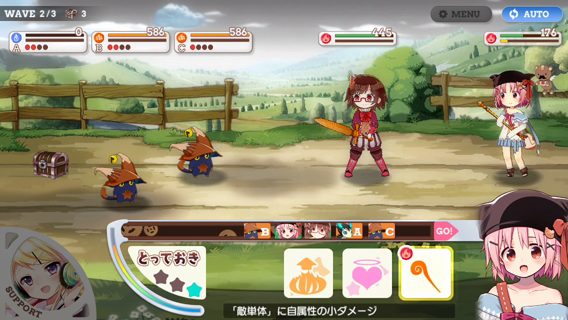 WAVE 2/3 3
MENU
AUTO
0
A
586
B
586
C
445
176
B
A
C
GO!
とっておき
SUPPORT
「敵単体」に自属性の小ダメージ